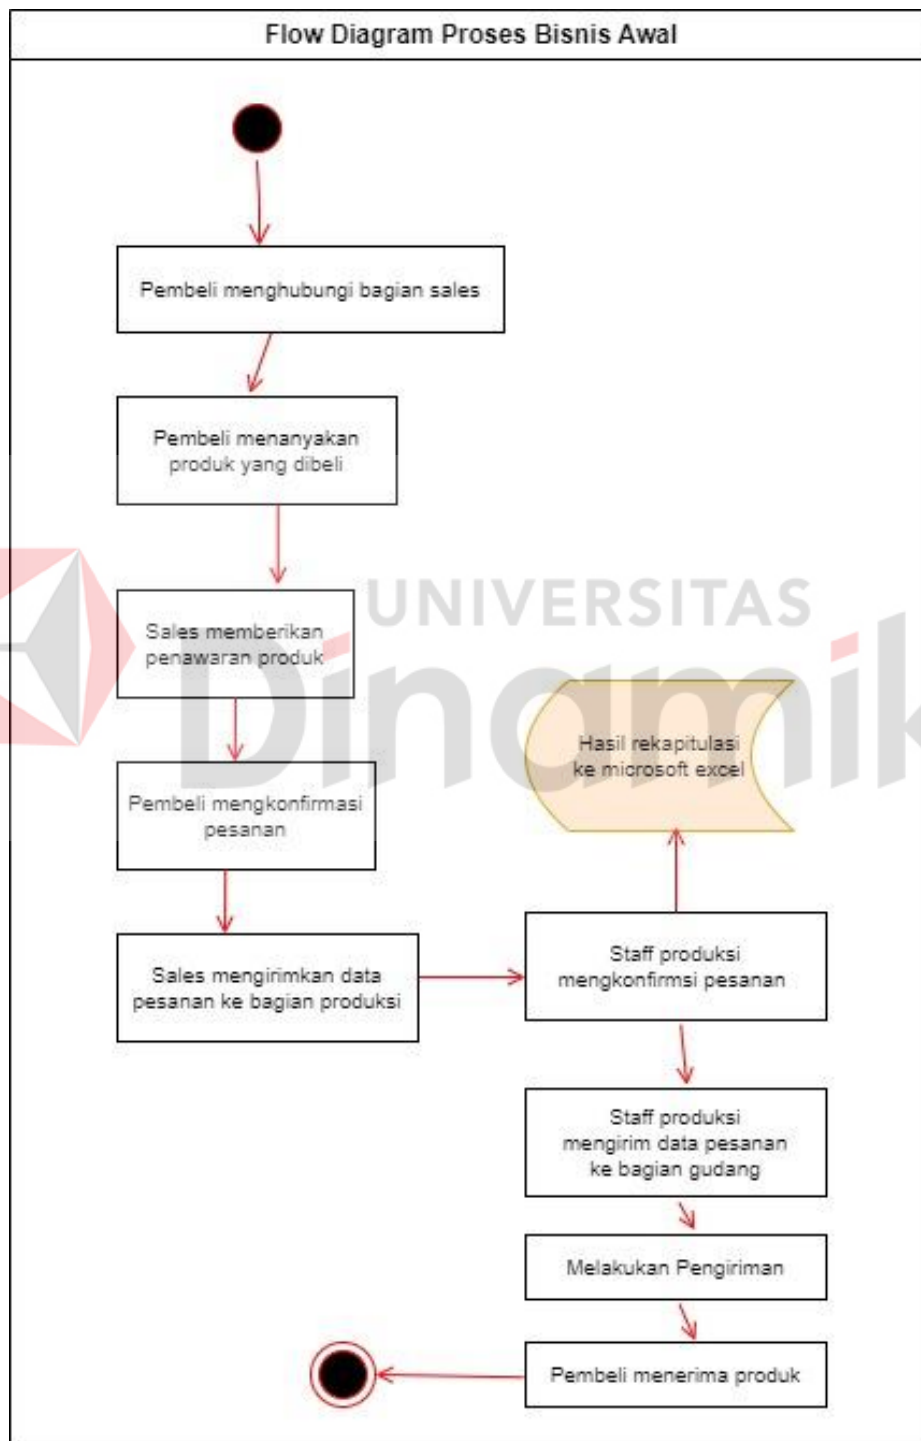 Flow Diagram Proses Bisnis Awal
Pembeli menghubungi bagian sales
Pembeli menanyakan
produk yang dibeli
Sales memberikan
penawaran produk
Pembeli mengkonfirmasi
pesanan
Sales mengirimkan data
pesanan ke bagian produksi
UNIVERSITAS
Dinamik
Hasil rekapitulasi
ke microsoft excel
Staff produksi
mengkonfirmsi pesanan
Staff produksi
mengirim data pesanan
ke bagian gudang
Melakukan Pengiriman
Pembeli menerima produk